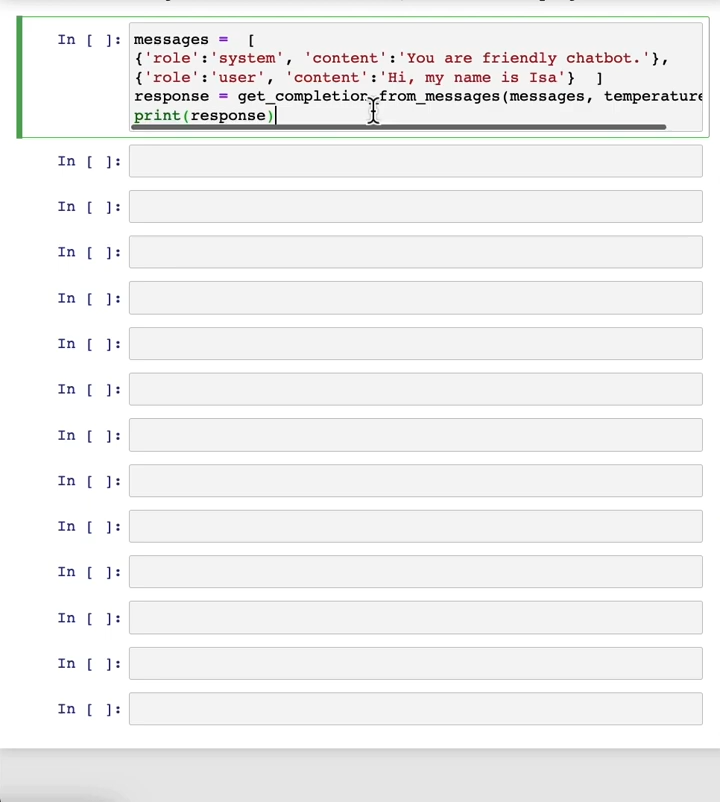 In [ ]: messages =  [
{'role':'system', 'content':'You are friendly chatbot.'},
{'role':'user', 'content':'Hi, my name is Isa'}  ]
response = get_completion_from_messages(messages, temperature
print(response)
In [ ]:
In [ ]:
In [ ]:
In [ ]:
In [ ]:
In [ ]:
In [ ]:
In [ ]:
In [ ]:
In [ ]:
In [ ]:
In [ ]:
In [ ]: